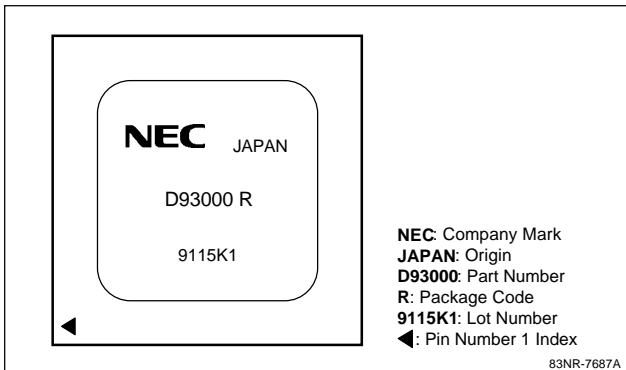 NEC JAPAN
D93000 R
9115K1
NEC: Company Mark
JAPAN: Origin
D93000: Part Number
R: Package Code
9115K1: Lot Number
◀: Pin Number 1 Index
83NR-7687A